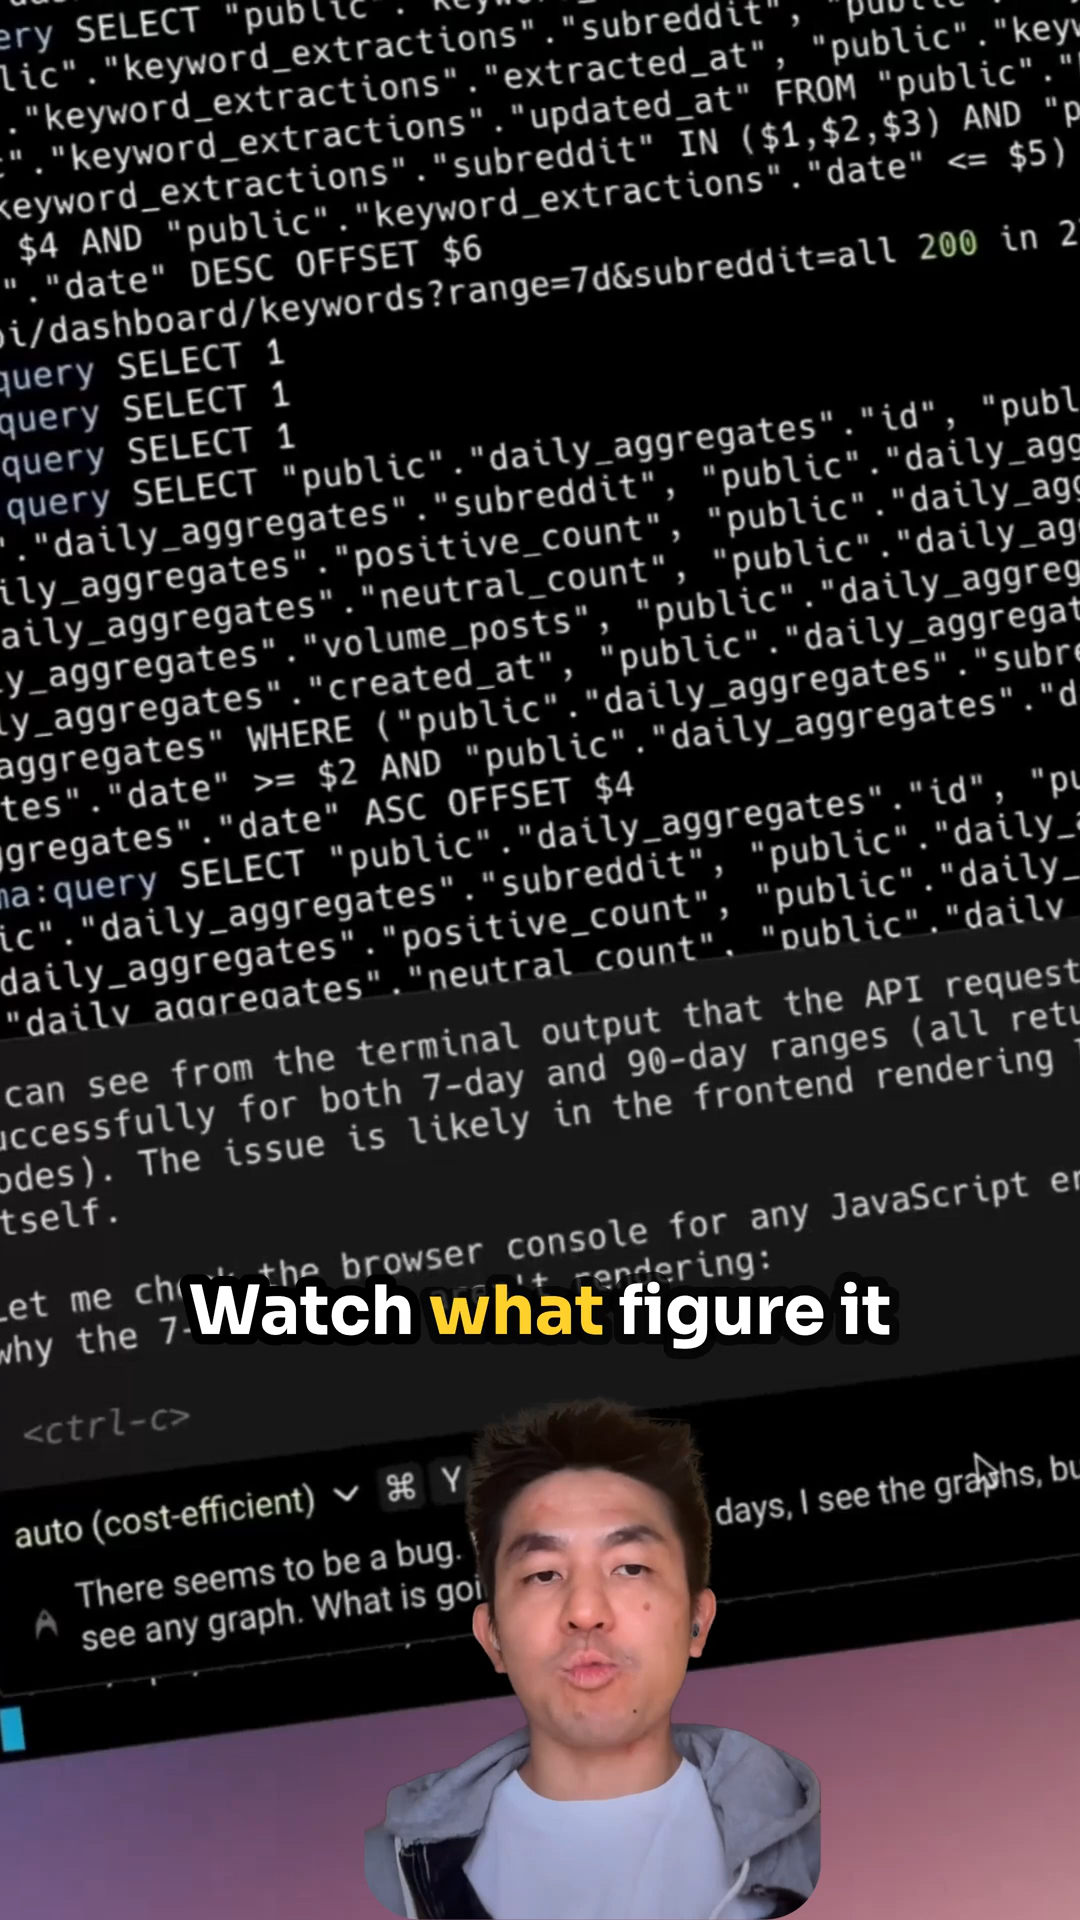 ery SELECT "public".
lic"."keyword_extractions"."subreddit",
."keyword_extractions"."extracted_at", "public"."keyw
"."keyword_extractions"."updated_at" FROM "public"."
keyword_extractions"."subreddit" IN ($1,$2,$3) AND "p
$4 AND "public"."keyword_extractions"."date" <= $5)
"."date" DESC OFFSET $6
pi/dashboard/keywords?range=7d&subreddit=all 200 in 2
query SELECT 1
query SELECT 1
query SELECT 1
query SELECT "public"."daily_aggregates"."id", "publ
"."daily_aggregates"."subreddit", "public"."daily_agg
ily_aggregates"."positive_count", "public"."daily_agg
aily_aggregates"."neutral_count", "public"."daily_ag
y_aggregates"."volume_posts", "public"."daily_aggreg
ly_aggregates"."created_at", "public"."daily_aggregat
aggregates" WHERE ("public"."daily_aggregates"."subre
tes"."date" >= $2 AND "public"."daily_aggregates"."d
ggregates"."date" ASC OFFSET $4
ma:query SELECT "public"."daily_aggregates"."id", "pu
ic"."daily_aggregates"."subreddit", "public"."daily_a
daily_aggregates"."positive_count", "public"."daily_
"daily_aggregates"."neutral_count", "public"."daily
can see from the terminal output that the API request
uccessfully for both 7-day and 90-day ranges (all retu
odes). The issue is likely in the frontend rendering l
tself.
Let me check the browser console for any JavaScript er
why the 7- aren't rendering:
Watch what figure it
<ctrl-c>
auto (cost-efficient) ⌘ Y
There seems to be a bug. days, I see the graphs, bu
see any graph. What is goi